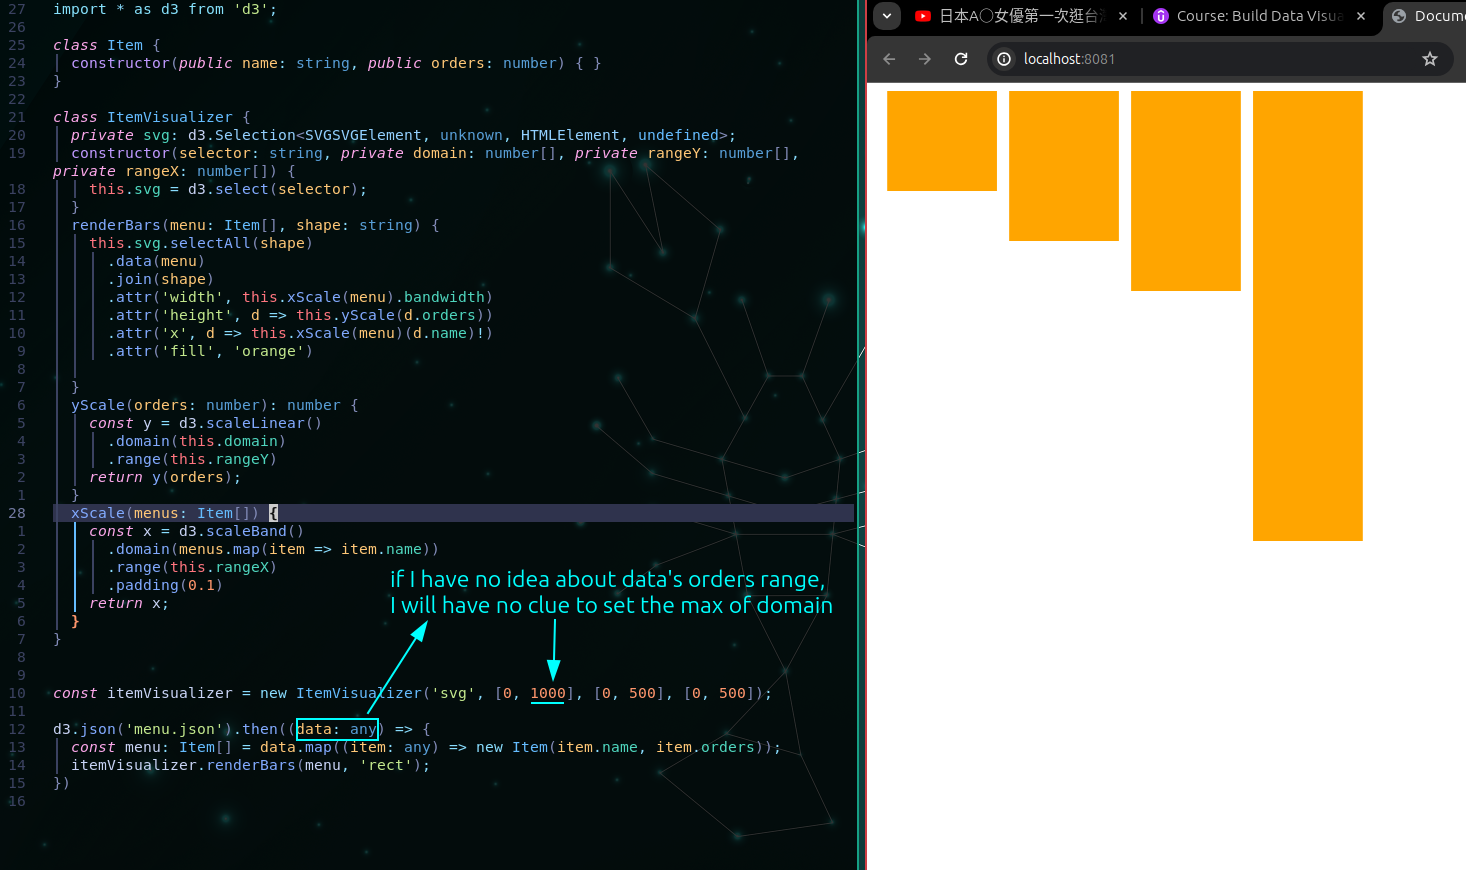 27 import * as d3 from 'd3';
26
25 class Item {
24 constructor(public name: string, public orders: number) { }
23 }
22
21 class ItemVisualizer {
20 private svg: d3.Selection<SVGSVGElement, unknown, HTMLElement, undefined>;
19 constructor(selector: string, private domain: number[], private rangeY: number[],
private rangeX: number[]) {
18 this.svg = d3.select(selector);
17 }
16 renderBars(menu: Item[], shape: string) {
15 this.svg.selectAll(shape)
14 .data(menu)
13 .join(shape)
12 .attr('width', this.xScale(menu).bandwidth)
11 .attr('height', d => this.yScale(d.orders))
10 .attr('x', d => this.xScale(menu)(d.name)!)
9 .attr('fill', 'orange')
8
7 }
6 yScale(orders: number): number {
5 const y = d3.scaleLinear()
4 .domain(this.domain)
3 .range(this.rangeY)
2 return y(orders);
1 }
28 xScale(menus: Item[]) {
1 const x = d3.scaleBand()
2 .domain(menus.map(item => item.name))
3 .range(this.rangeX)
4 .padding(0.1)
5 return x;
6 }
7 }
8
9
10 const itemVisualizer = new ItemVisualizer('svg', [0, 1000], [0, 500], [0, 500]);
11
12 d3.json('menu.json').then((data: any) => {
13 const menu: Item[] = data.map((item: any) => new Item(item.name, item.orders));
14 itemVisualizer.renderBars(menu, 'rect');
15 })
16
if I have no idea about data's orders range,
I will have no clue to set the max of domain
日本A○女優第一次逛台
Course: Build Data Visua
Docume
localhost:8081